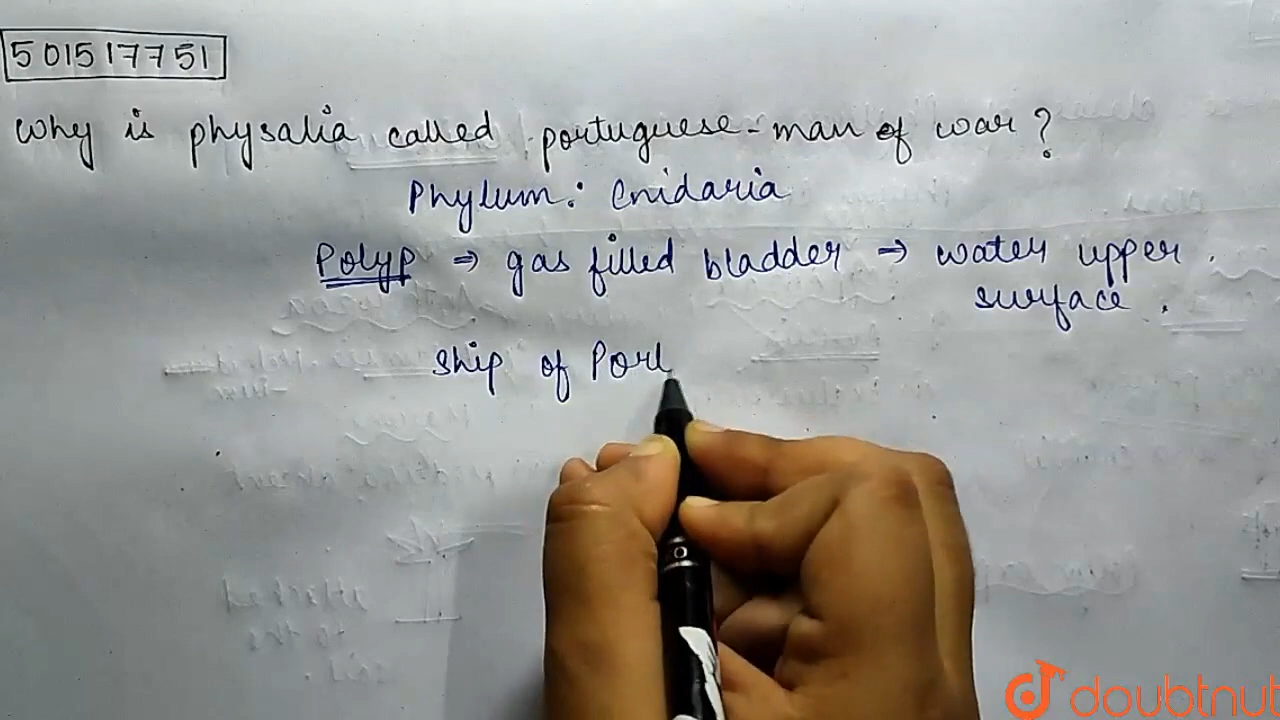 501517751
Why is physalia called portuguese-man of war?
Phylum: Cnidaria
Polyp ⇒ gas filled bladder ⇒ water upper
surface.
Ship of Port
doubtnut